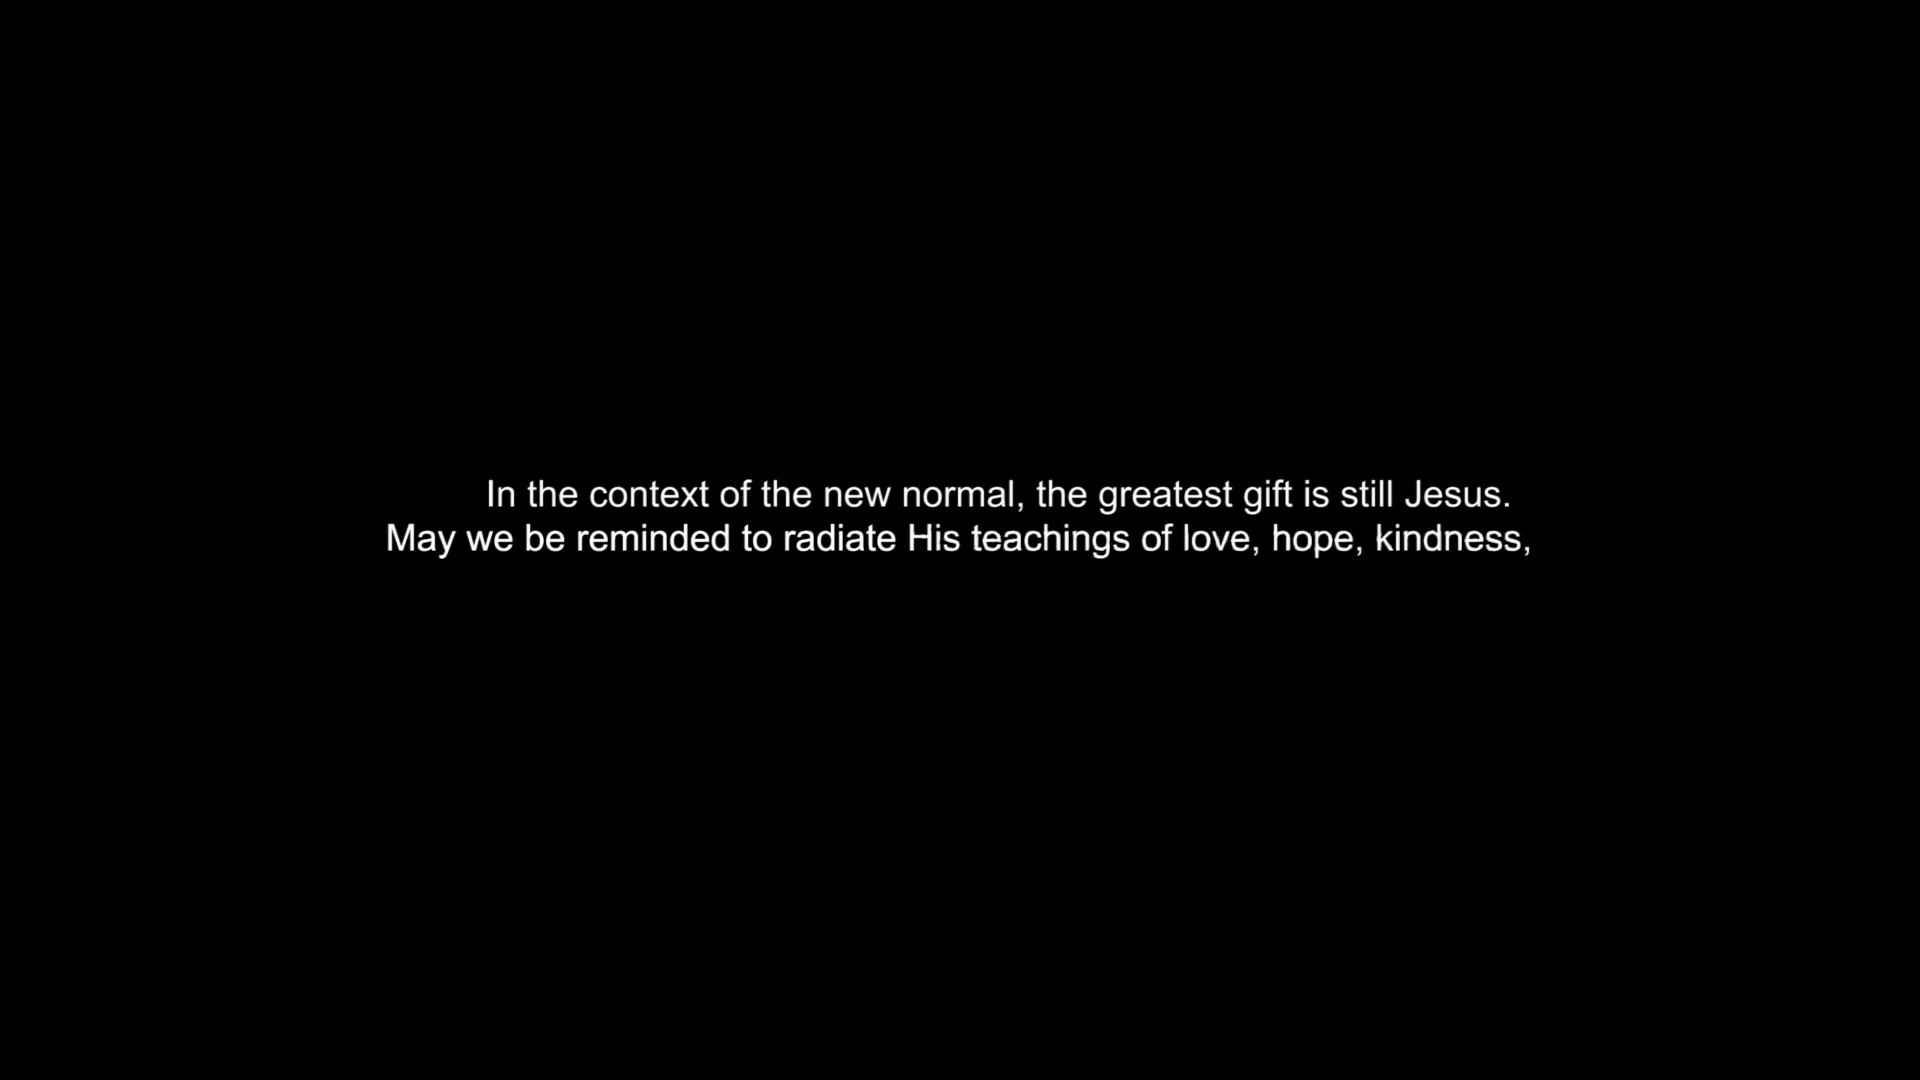 In the context of the new normal, the greatest gift is still Jesus.
May we be reminded to radiate His teachings of love, hope, kindness,